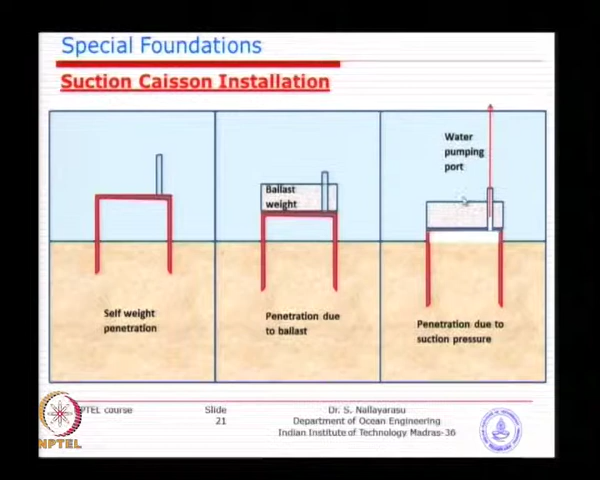 Special Foundations
Suction Caisson Installation
Water
pumping
port
Ballast
weight
Self weight
penetration
Penetration due
to ballast
Penetration due to
suction pressure
PTEL course
Slide
21
Dr. S. Nallayarasu
Department of Ocean Engineering
Indian Institute of Technology Madras-36
NPTEL